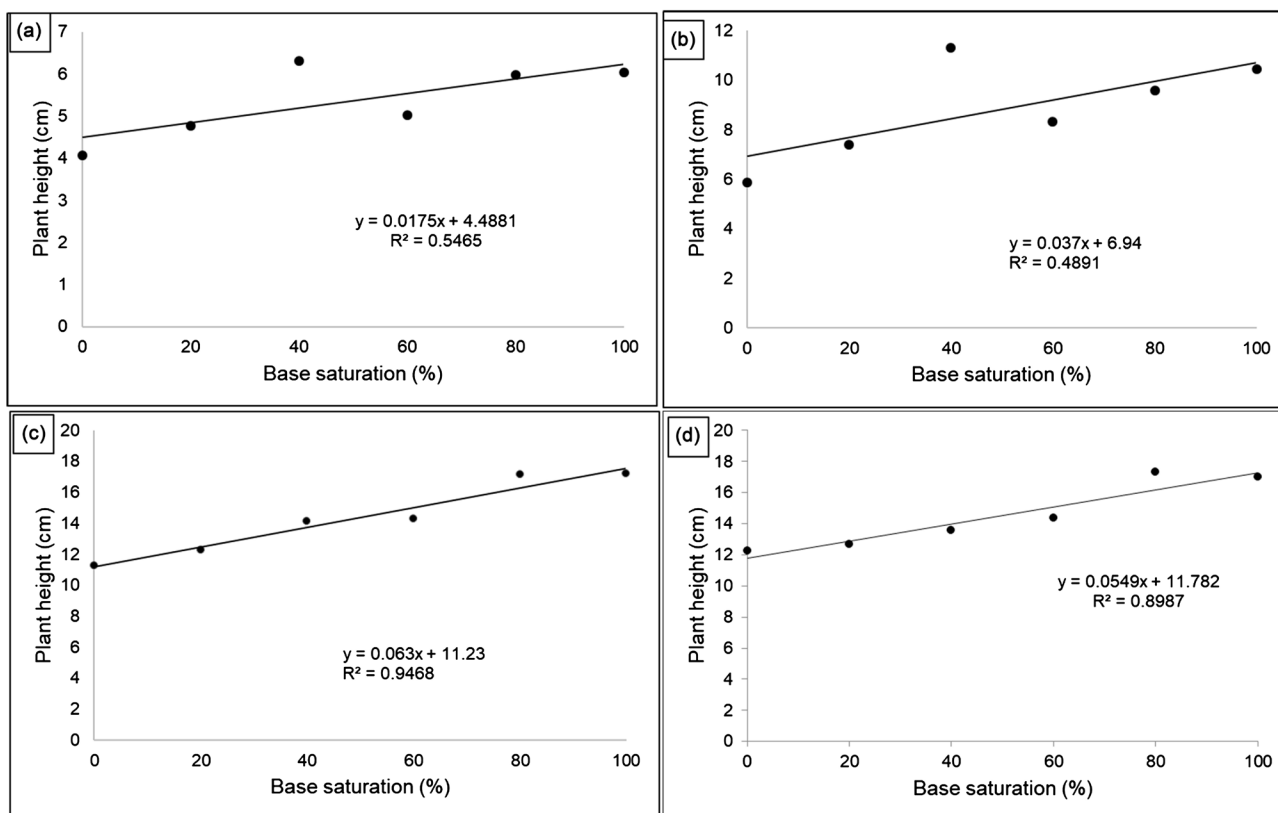 (a)
7
6
5
4
3
2
1
0
Plant height (cm)
y = 0.0175x + 4.4881
R² = 0.5465
0 20 40 60 80 100
Base saturation (%)
(b)
12
10
8
6
4
2
0
Plant height (cm)
y = 0.037x + 6.94
R² = 0.4891
0 20 40 60 80 100
Base saturation (%)
(c)
20
18
16
14
12
10
8
6
4
2
0
Plant height (cm)
y = 0.063x + 11.23
R² = 0.9468
0 20 40 60 80 100
Base saturation (%)
(d)
20
18
16
14
12
10
8
6
4
2
0
Plant height (cm)
y = 0.0549x + 11.782
R² = 0.8987
0 20 40 60 80 100
Base saturation (%)